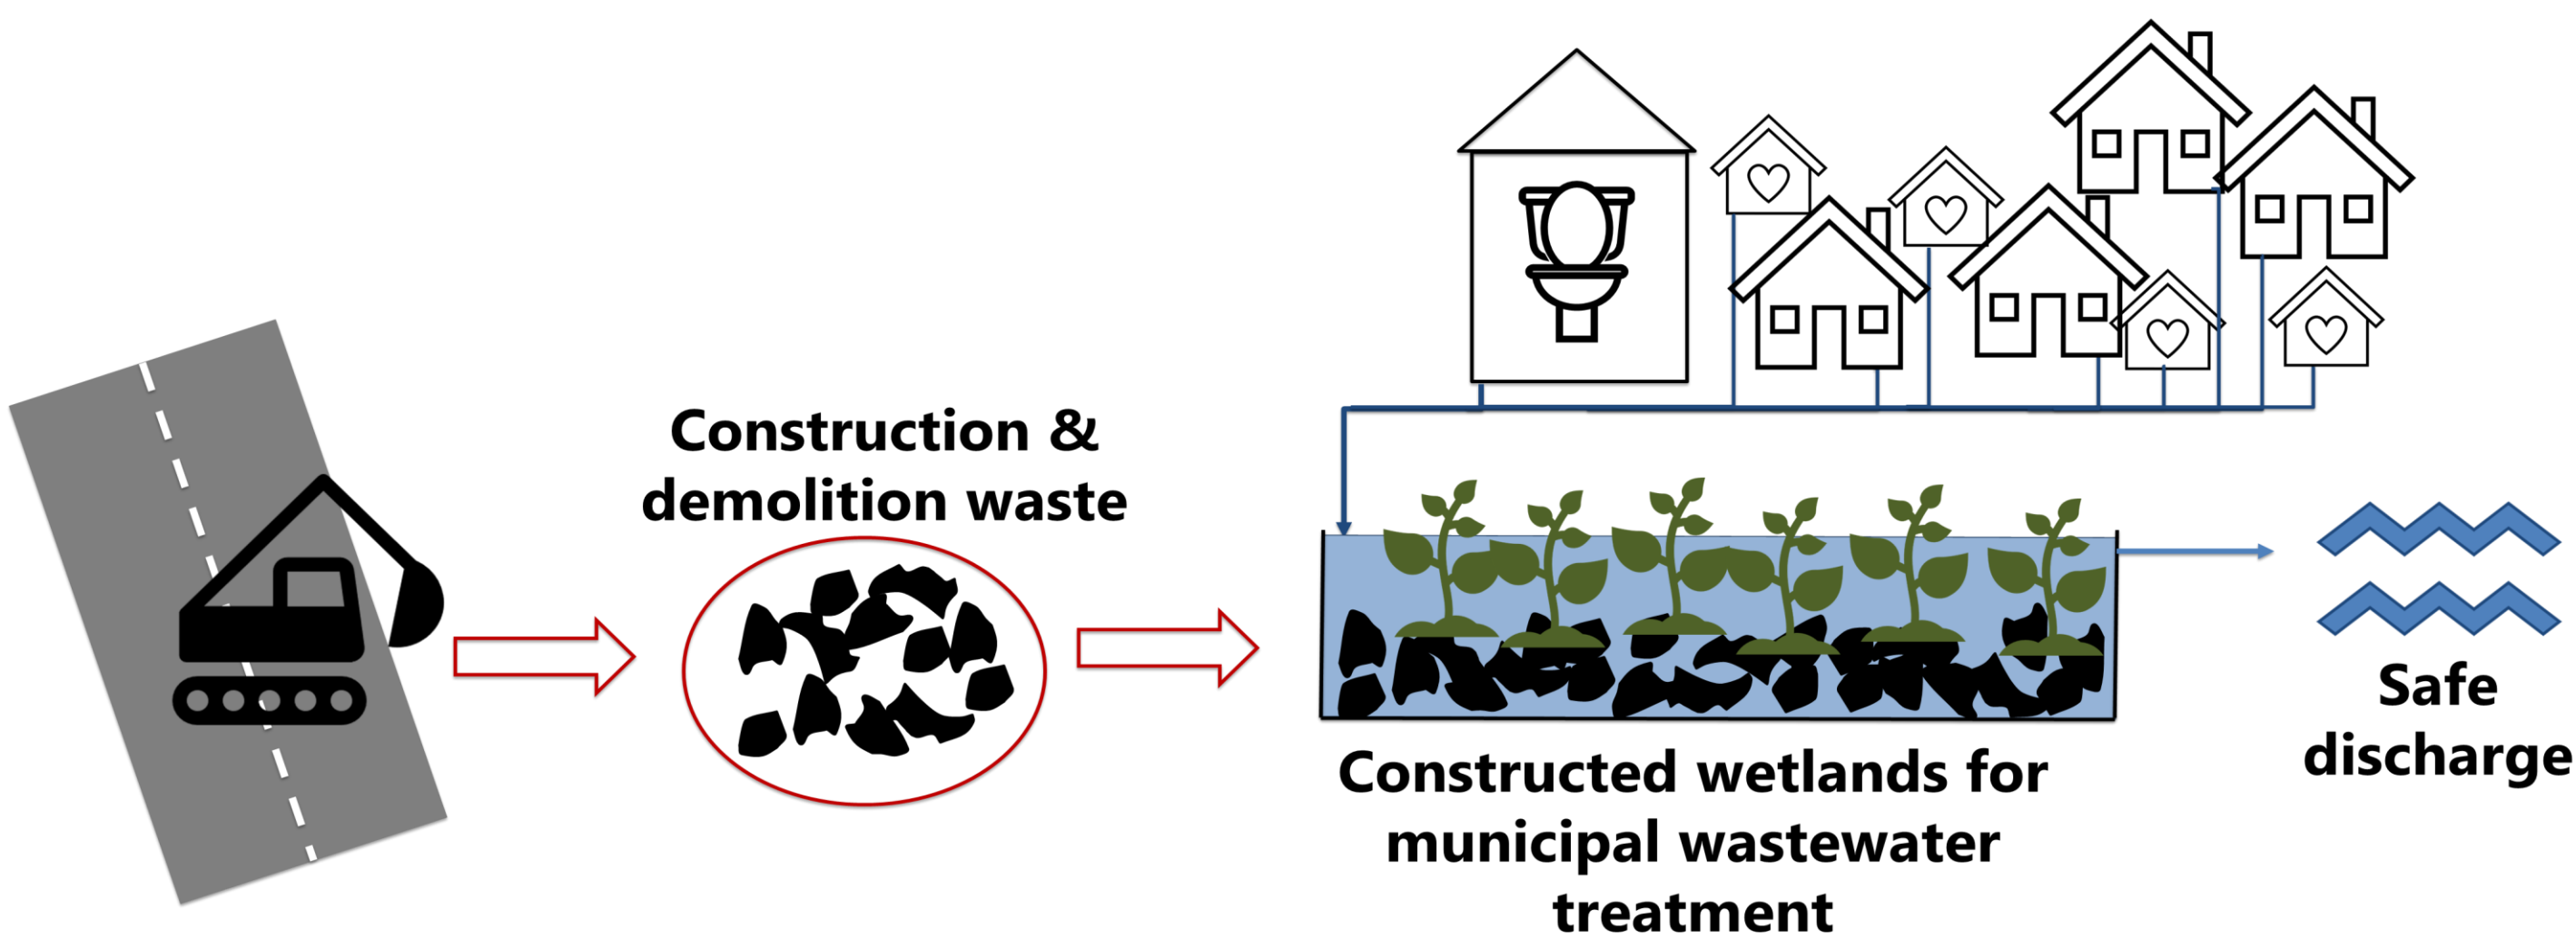 Construction &
demolition waste
Constructed wetlands for
municipal wastewater
treatment
Safe
discharge